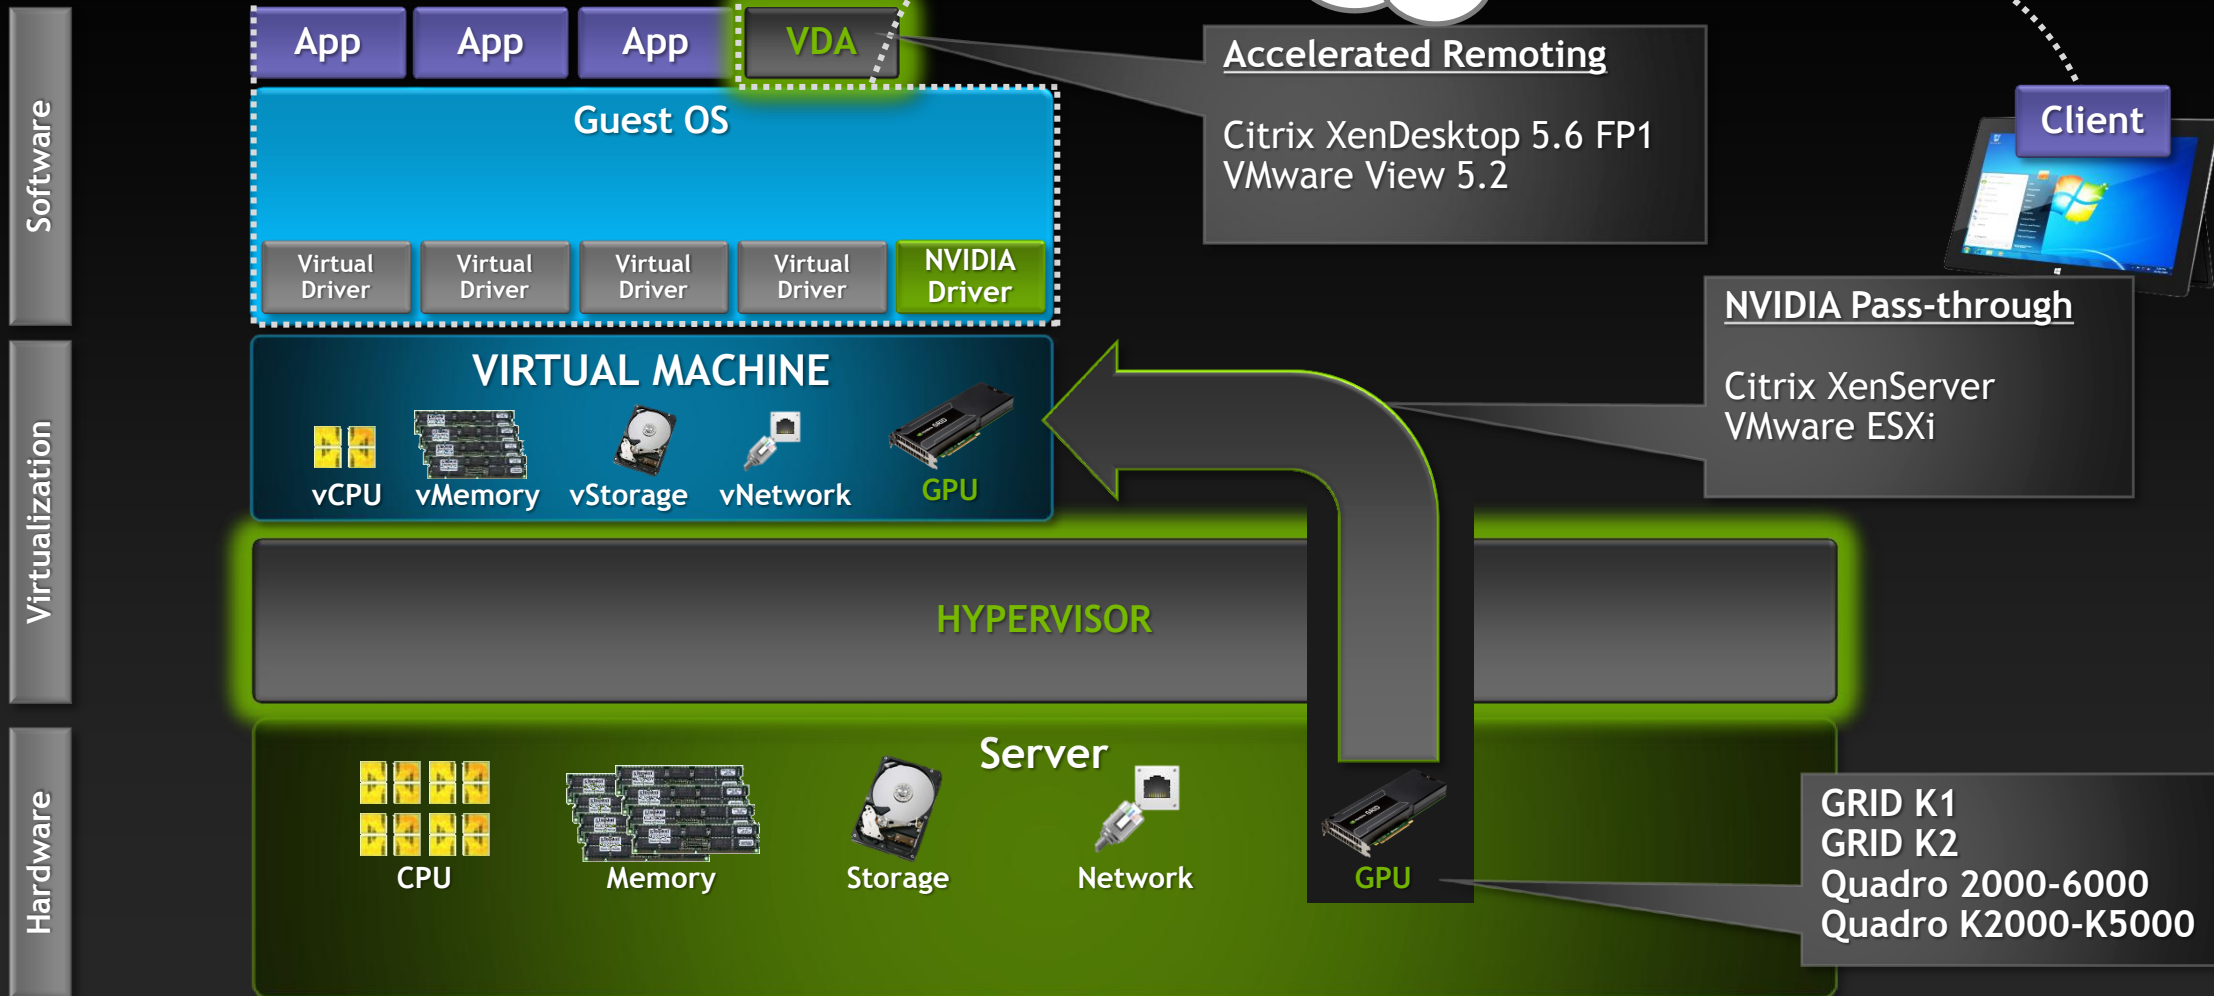 Software
Virtualization
Hardware
App
App
App
VDA
Guest OS
Virtual
Driver
Virtual
Driver
Virtual
Driver
Virtual
Driver
NVIDIA
Driver
Accelerated Remoting
Citrix XenDesktop 5.6 FP1
VMware View 5.2
Client
NVIDIA Pass-through
Citrix XenServer
VMware ESXi
VIRTUAL MACHINE
GRID
vCPU
vMemory
vStorage
vNetwork
GPU
HYPERVISOR
Server
GRID
CPU
Memory
Storage
Network
GPU
GRID K1
GRID K2
Quadro 2000-6000
Quadro K2000-K5000